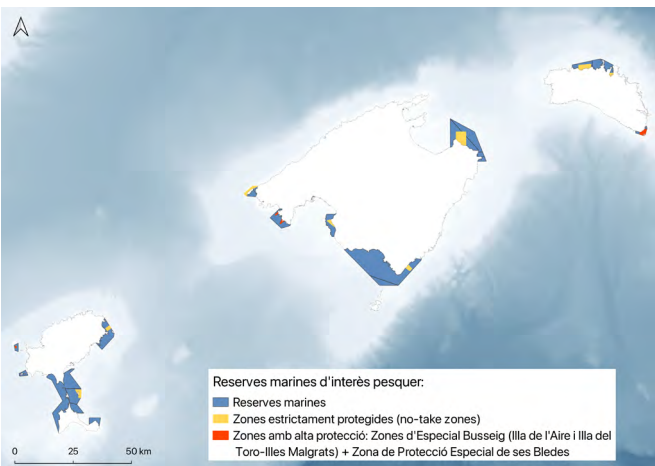 Reserves marines d'interès pesquer:
Reserves marines
Zones estrictament protegides (no-take zones)
Zones amb alta protecció: Zones d'Especial Busseig (Illa de l'Aire i Illa del
Toro-Illes Malgrats) + Zona de Protecció Especial de ses Bledes
0 25 50 km